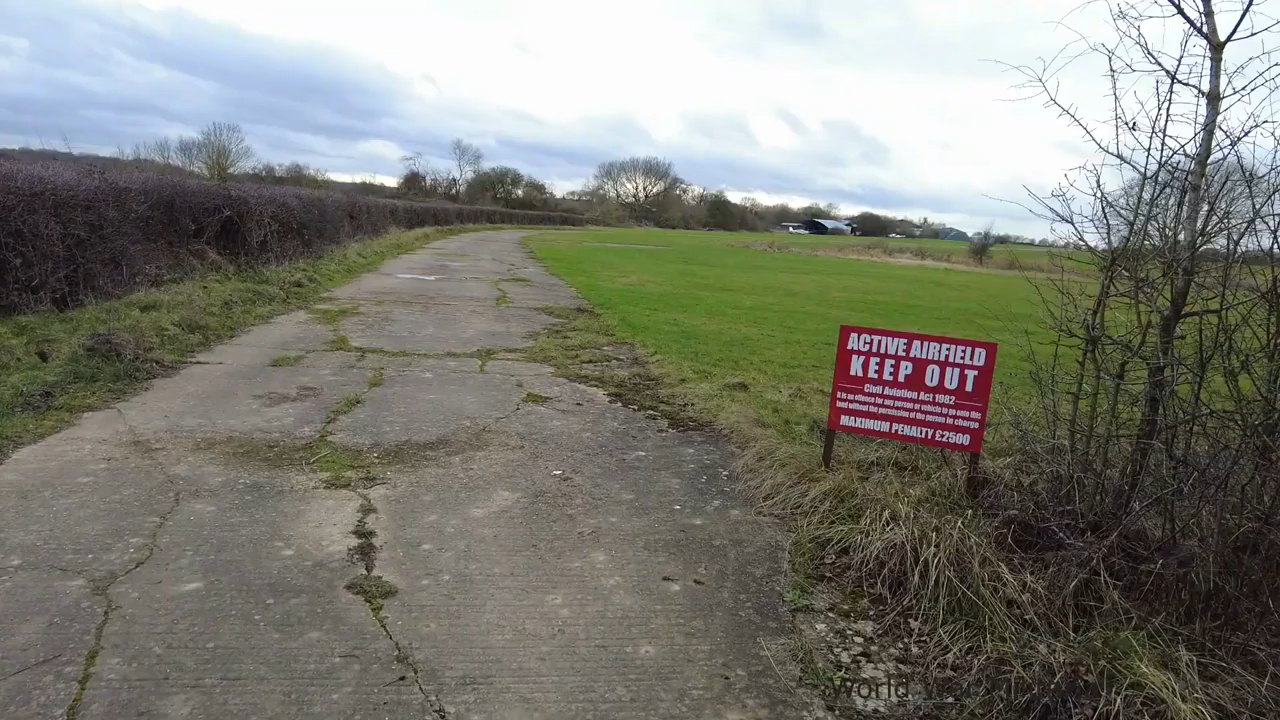 ACTIVE AIRFIELD
KEEP OUT
Civil Aviation Act 1982
It is an offence for any person or vehicle to go onto this
land without the permission of the person in charge
MAXIMUM PENALTY £2500
World